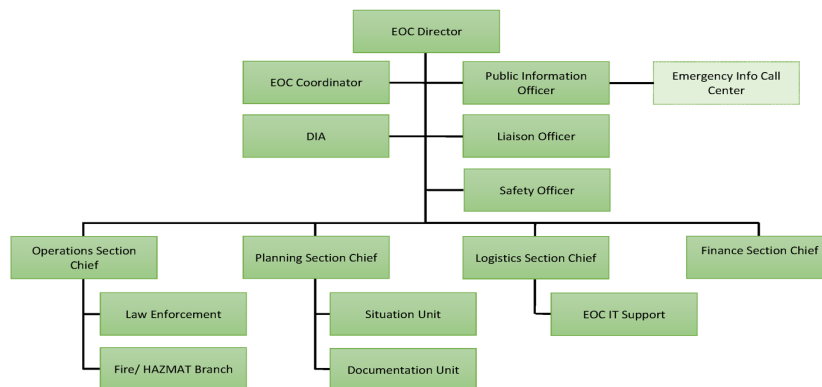 EOC Director
EOC Coordinator
Public Information
Officer
Emergency Info Call
Center
DIA
Liaison Officer
Safety Officer
Operations Section
Chief
Planning Section Chief
Logistics Section Chief
Finance Section Chief
Law Enforcement
Situation Unit
EOC IT Support
Fire/ HAZMAT Branch
Documentation Unit